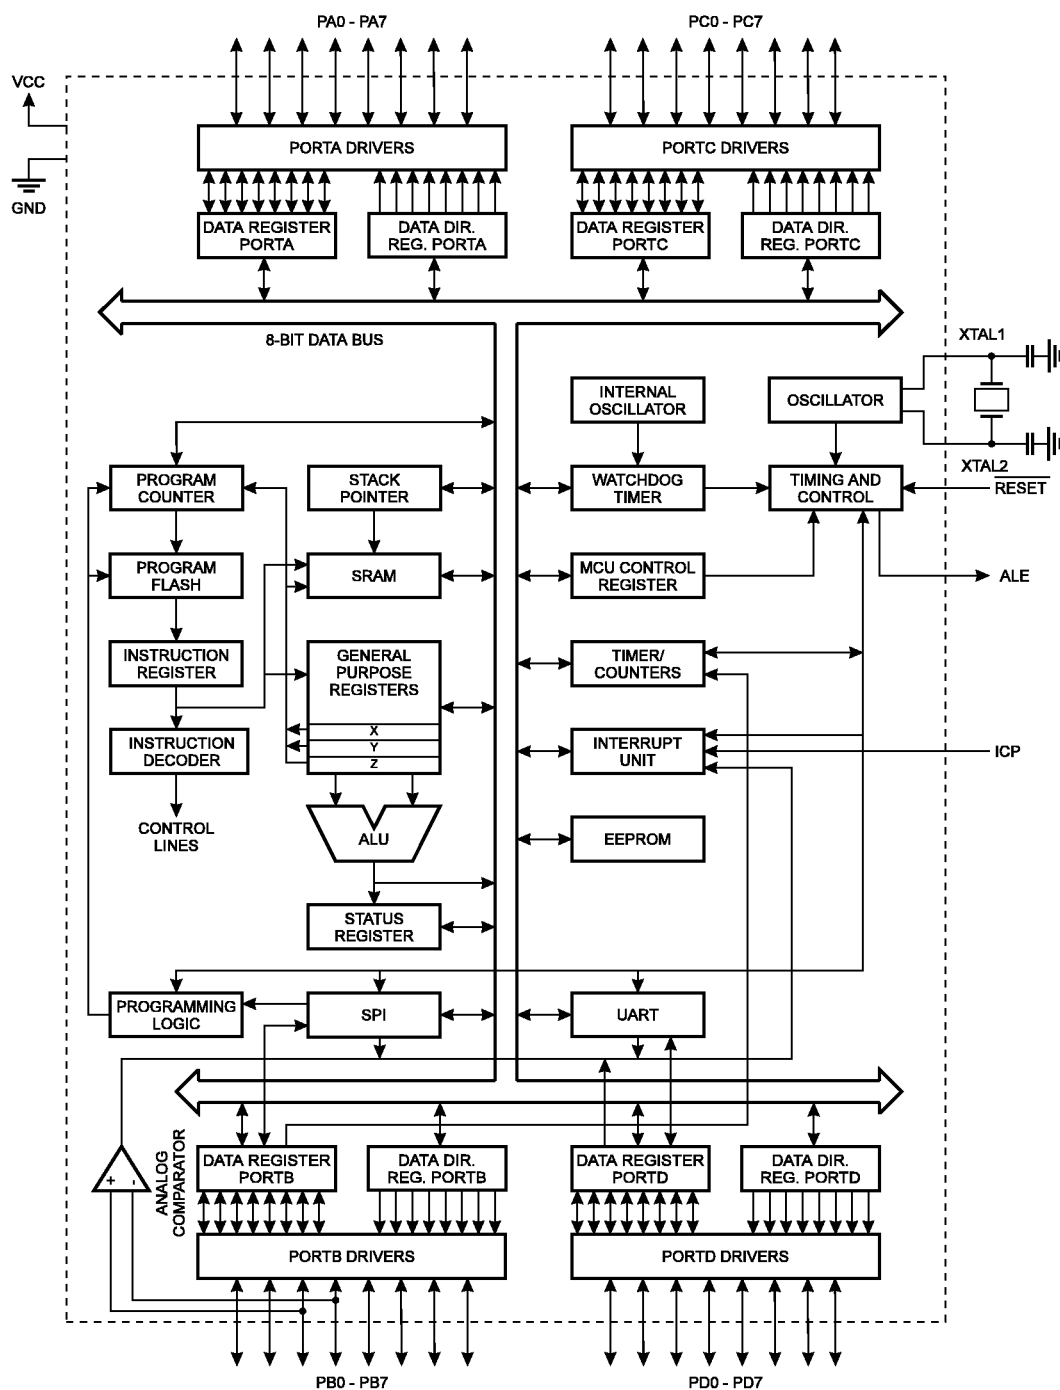 PA0 - PA7
PC0 - PC7
VCC
GND
PORTA DRIVERS
PORTC DRIVERS
DATA REGISTER
PORTA
DATA DIR.
REG. PORTA
DATA REGISTER
PORTC
DATA DIR.
REG. PORTC
8-BIT DATA BUS
XTAL1
INTERNAL
OSCILLATOR
OSCILLATOR
XTAL2
PROGRAM
COUNTER
STACK
POINTER
WATCHDOG
TIMER
TIMING AND
CONTROL
RESET
PROGRAM
FLASH
SRAM
MCU CONTROL
REGISTER
ALE
INSTRUCTION
REGISTER
GENERAL
PURPOSE
REGISTERS
X
Y
Z
TIMER/
COUNTERS
INSTRUCTION
DECODER
INTERRUPT
UNIT
ICP
CONTROL
LINES
ALU
EEPROM
STATUS
REGISTER
PROGRAMMING
LOGIC
SPI
UART
ANALOG
COMPARATOR
+
-
DATA REGISTER
PORTB
DATA DIR.
REG. PORTB
DATA REGISTER
PORTD
DATA DIR.
REG. PORTD
PORTB DRIVERS
PORTD DRIVERS
PB0 - PB7
PD0 - PD7